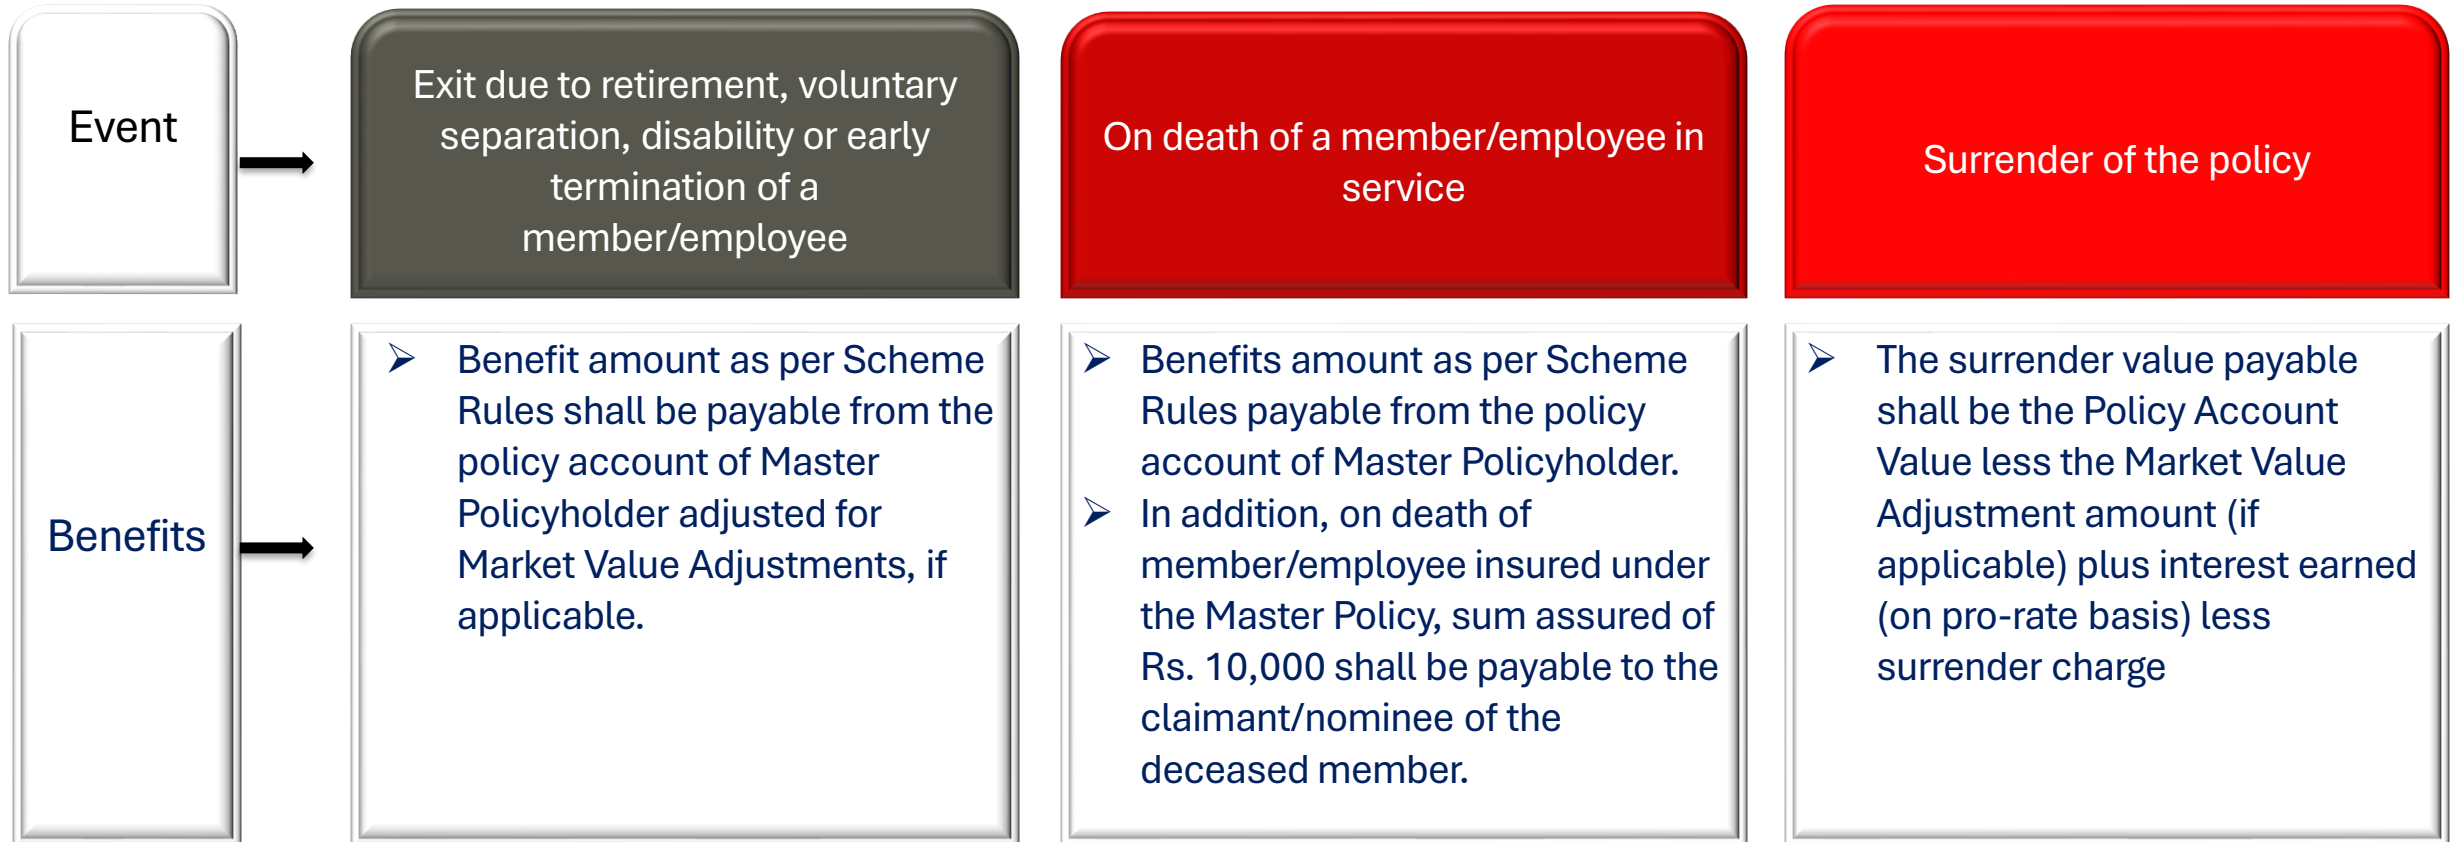 Event
Exit due to retirement, voluntary
separation, disability or early
termination of a
member/employee
On death of a member/employee in
service
Surrender of the policy
Benefits
➢ Benefit amount as per Scheme
Rules shall be payable from the
policy account of Master
Policyholder adjusted for
Market Value Adjustments, if
applicable.
➢ Benefits amount as per Scheme
Rules payable from the policy
account of Master Policyholder.
➢ In addition, on death of
member/employee insured under
the Master Policy, sum assured of
Rs. 10,000 shall be payable to the
claimant/nominee of the
deceased member.
➢ The surrender value payable
shall be the Policy Account
Value less the Market Value
Adjustment amount (if
applicable) plus interest earned
(on pro-rate basis) less
surrender charge